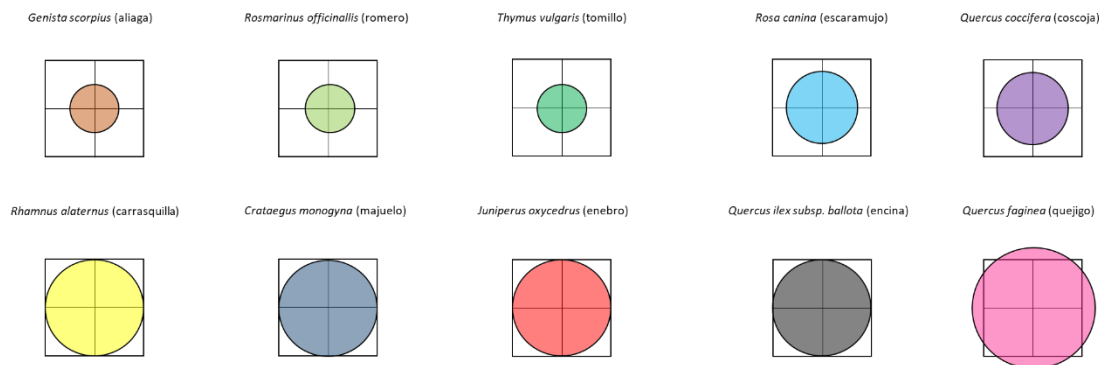 Genista scorpius (aliaga)
Rosmarinus officinallis (romero)
Thymus vulgaris (tomillo)
Rosa canina (escaramujo)
Quercus coccifera (coscoja)
Rhamnus alaternus (carrasquilla)
Crataegus monogyna (majuelo)
Juniperus oxycedrus (enebro)
Quercus ilex subsp. ballota (encina)
Quercus faginea (quejigo)